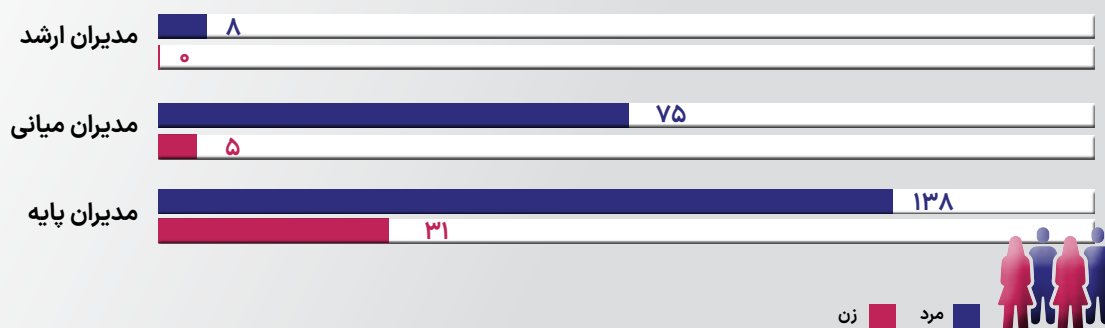 مدیران ارشد
۸
۰
مدیران میانی
۷۵
۵
مدیران پایه
۱۳۸
۳۱
مرد
زن